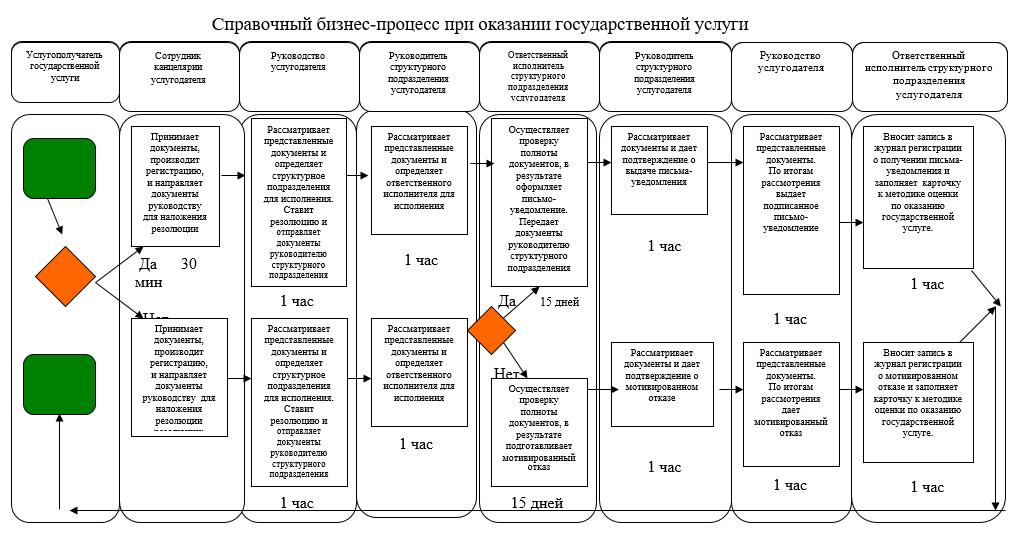 Справочный бизнес-процесс при оказании государственной услуги
Услугополучатель
государственной
услуги
Сотрудник
канцелярии
услугодателя
Руководство
услугодателя
Руководитель
структурного
подразделения
услугодателя
Ответственный
исполнитель
структурного
подразделения
услугодателя
Руководитель
структурного
подразделения
услугодателя
Руководство
услугодателя
Ответственный
исполнитель структурного
подразделения
услугодателя
Принимает
документы,
производит
регистрацию,
и направляет
документы
руководству
для наложения
резолюции
Да 30
мин
Рассматривает
представленные
документы и
определяет
структурное
подразделения
для исполнения.
Ставит
резолюцию и
отправляет
документы
руководителю
структурного
подразделения
1 час
Рассматривает
представленные
документы и
определяет
ответственного
исполнителя для
исполнения
1 час
Осуществляет
проверку
полноты
документов, в
результате
оформляет
письмо-
уведомление.
Передает
документы
руководителю
структурного
подразделения
Да 15 дней
Рассматривает
документы и дает
подтверждение о
выдаче письма-
уведомления
1 час
Рассматривает
представленные
документы.
По итогам
рассмотрения
выдает
подписанное
письмо-
уведомление
1 час
Вносит запись в
журнал регистрации
о получении письма-
уведомления и
заполняет карточку
к методике оценки
по оказанию
государственной
услуге.
1 час
Нет
Принимает
документы,
производит
регистрацию,
и направляет
документы
руководству для
наложения
резолюции
Рассматривает
представленные
документы и
определяет
структурное
подразделения
для исполнения.
Ставит
резолюцию и
отправляет
документы
руководителю
структурного
подразделения
1 час
Рассматривает
представленные
документы и
определяет
ответственного
исполнителя для
исполнения
1 час
Нет
Осуществляет
проверку
полноты
документов, в
результате
подготавливает
мотивированный
отказ
15 дней
Рассматривает
документы и дает
подтверждение о
мотивированном
отказе
1 час
Рассматривает
представленные
документы.
По итогам
рассмотрения
дает
мотивированный
отказ
1 час
Вносит запись в
журнал регистрации
о мотивированном
отказе и заполняет
карточку к методике
оценки по оказанию
государственной
услуге.
1 час